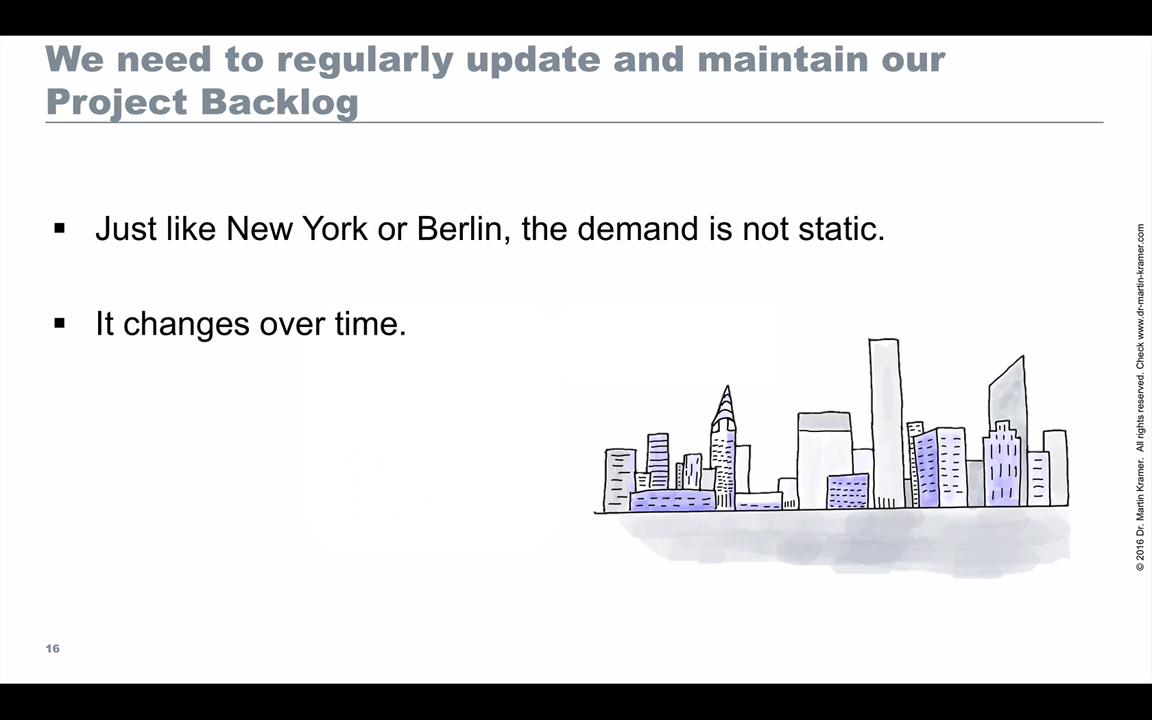 We need to regularly update and maintain our
Project Backlog
▪ Just like New York or Berlin, the demand is not static.
▪ It changes over time.
© 2016 Dr. Martin Kramer. All rights reserved. Check www.dr-martin-kramer.com
16